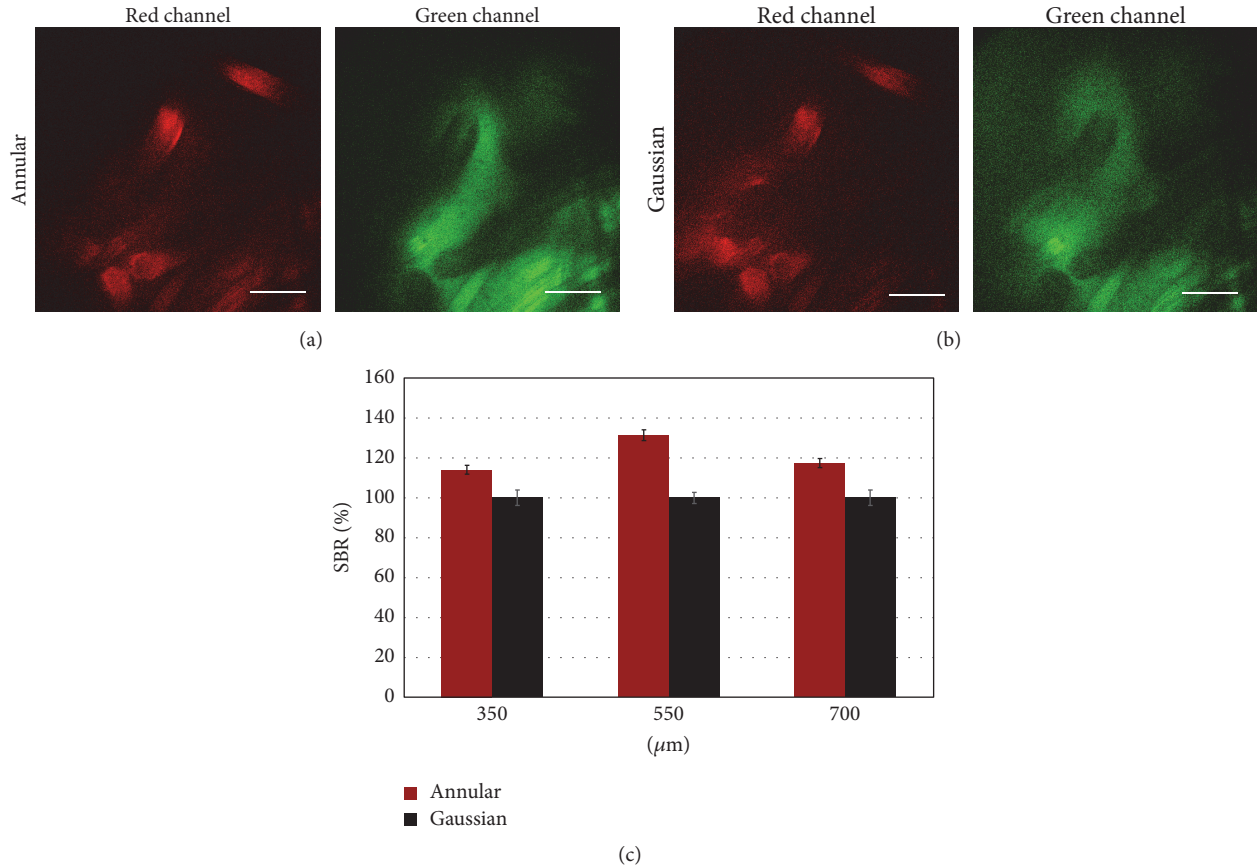 Red channel Green channel Red channel Green channel
Annular
Gaussian
(a) (b)
160
140
120
100
80
60
40
20
0
SBR (%)
350 550 700
(μm)
Annular
Gaussian
(c)